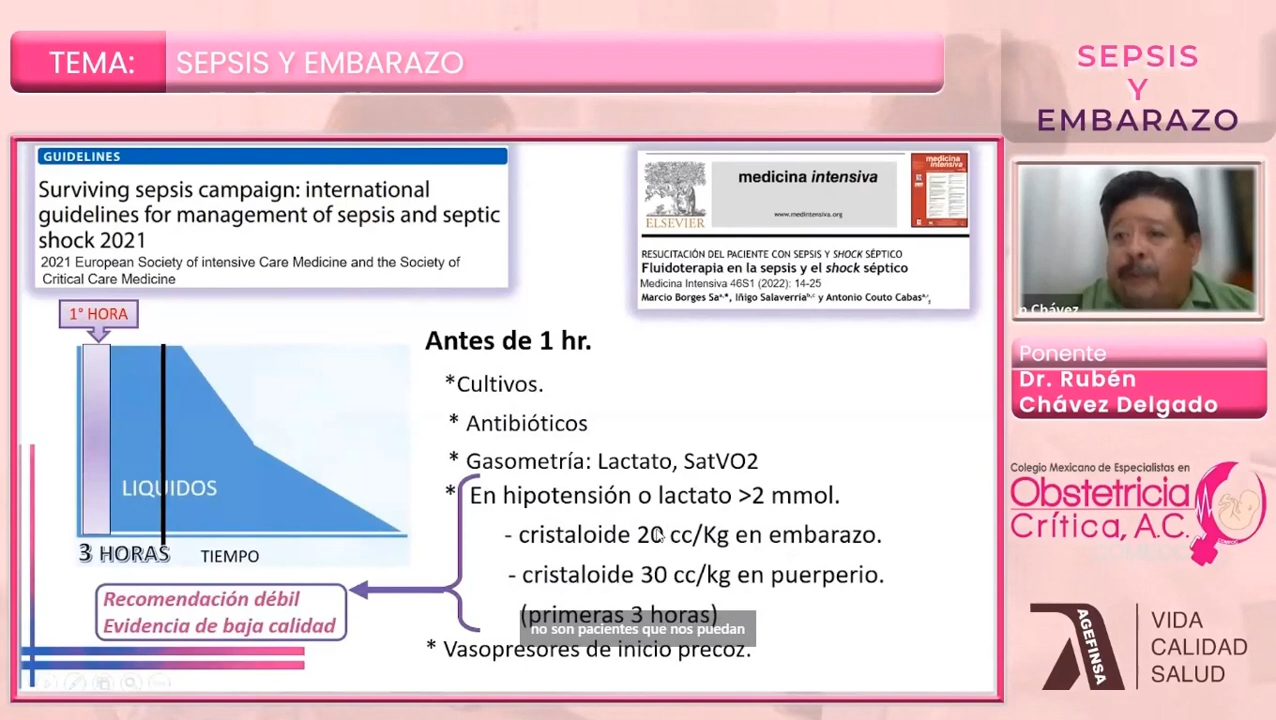 TEMA:
SEPSIS Y EMBARAZO
SEPSIS
Y
EMBARAZO
GUIDELINES
Surviving sepsis campaign: international
guidelines for management of sepsis and septic
shock 2021
2021 European Society of intensive Care Medicine and the Society of
Critical Care Medicine
medicina intensiva
www.medintensiva.org
medicina
intensiva
ELSEVIER
RESUCITACIÓN DEL PACIENTE CON SEPSIS Y SHOCK SÉPTICO
Fluidoterapia en la sepsis y el shock séptico
Medicina Intensiva 46S1 (2022): 14-25
Marcio Borges Sa, Iñigo Salaverría y Antonio Couto Cabas
1° HORA
LIQUIDOS
3 HORAS
TIEMPO
Recomendación débil
Evidencia de baja calidad
Antes de 1 hr.
*Cultivos.
* Antibióticos
* Gasometría: Lactato, SatVO2
* En hipotensión o lactato >2 mmol.
- cristaloide 20 cc/Kg en embarazo.
- cristaloide 30 cc/kg en puerperio.
(primeras 3 horas)
no son pacientes que nos puedan
* Vasopresores de inicio precoz.
Chávez
Ponente
Dr. Rubén
Chávez Delgado
Colegio Mexicano de Especialistas en
Obstetricia
Crítica, A.C.
AGEFINSA
VIDA
CALIDAD
SALUD